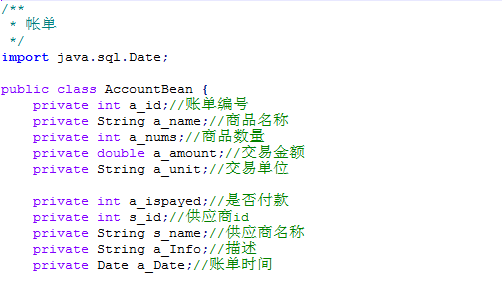 /**
 * 帐单
 */
import java.sql.Date;
public class AccountBean {
    private int a_id;//账单编号
    private String a_name;//商品名称
    private int a_nums;//商品数量
    private double a_amount;//交易金额
    private String a_unit;//交易单位
    private int a_ispayed;//是否付款
    private int s_id;//供应商id
    private String s_name;//供应商名称
    private String a_Info;//描述
    private Date a_Date;//账单时间